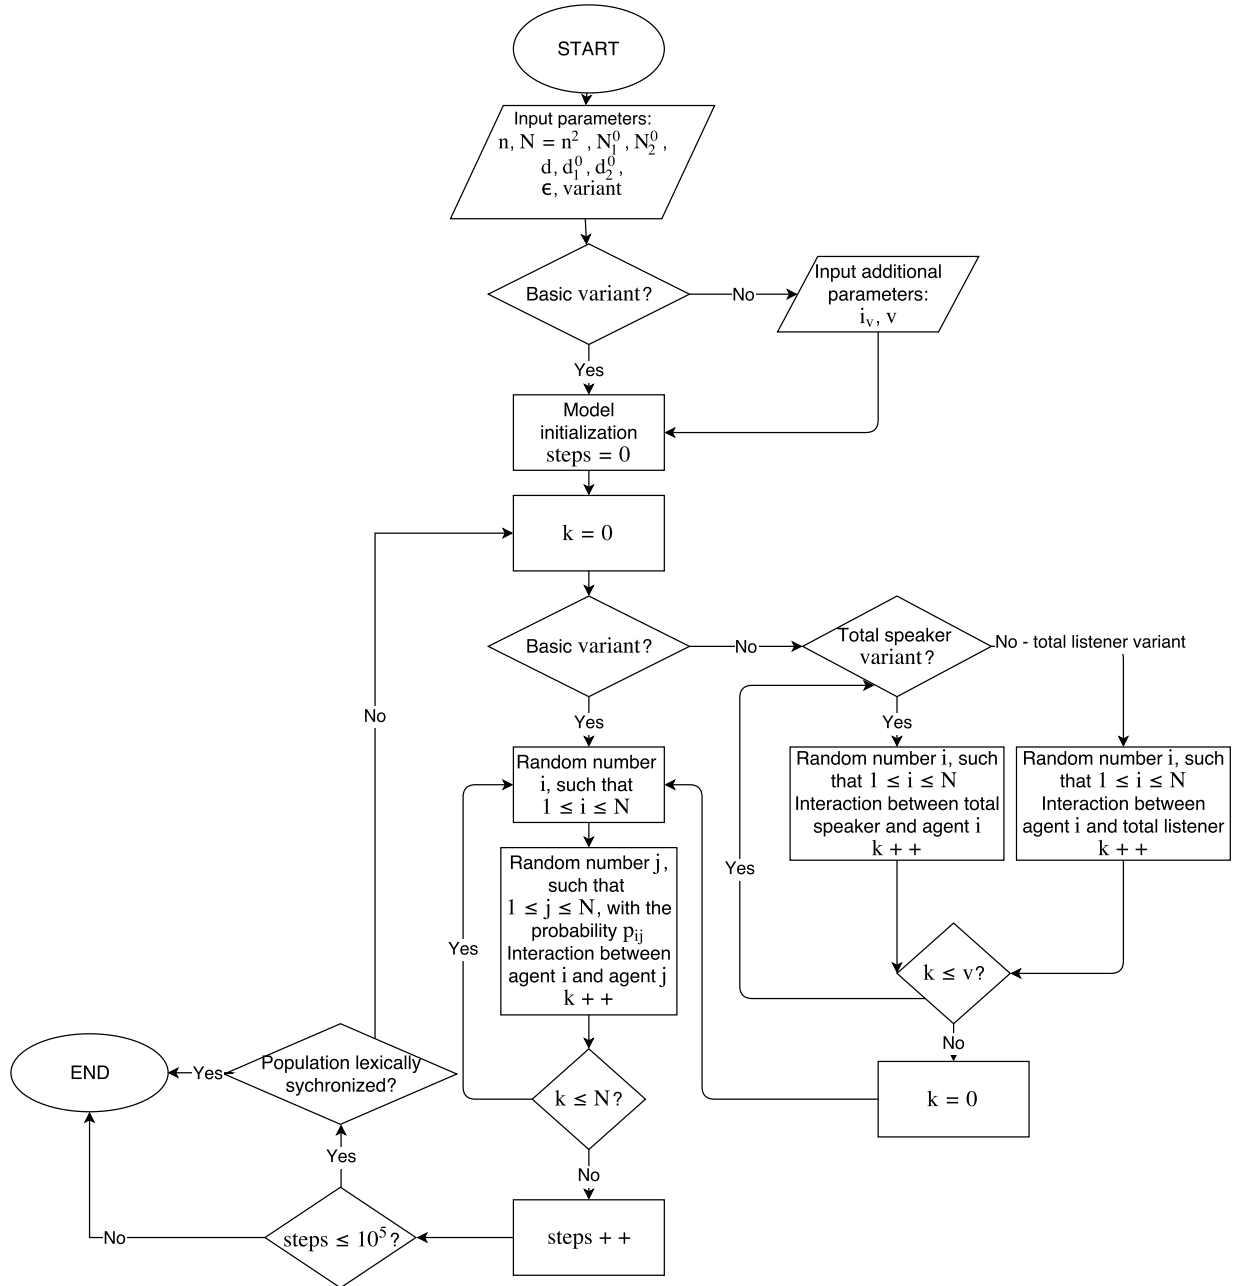 START
Input parameters:
n, N = n² , N₁⁰, N₂⁰,
d, d₁⁰, d₂⁰,
ϵ, variant
Basic variant?
No
Input additional
parameters:
iᵥ, v
Yes
Model
initialization
steps = 0
k = 0
Basic variant?
No
Total speaker
variant?
No - total listener variant
No
Yes
Yes
Random number
i, such that
1 ≤ i ≤ N
Random number i, such
that 1 ≤ i ≤ N
Interaction between total
speaker and agent i
k + +
Random number i, such
that 1 ≤ i ≤ N
Interaction between
agent i and total listener
k + +
Random number j,
such that
1 ≤ j ≤ N, with the
probability pᵢⱼ
Interaction between
agent i and agent j
k + +
Yes
Yes
k ≤ v?
No
END
Yes
Population lexically
sychronized?
k ≤ N?
k = 0
Yes
No
No
steps ≤ 10⁵?
steps + +